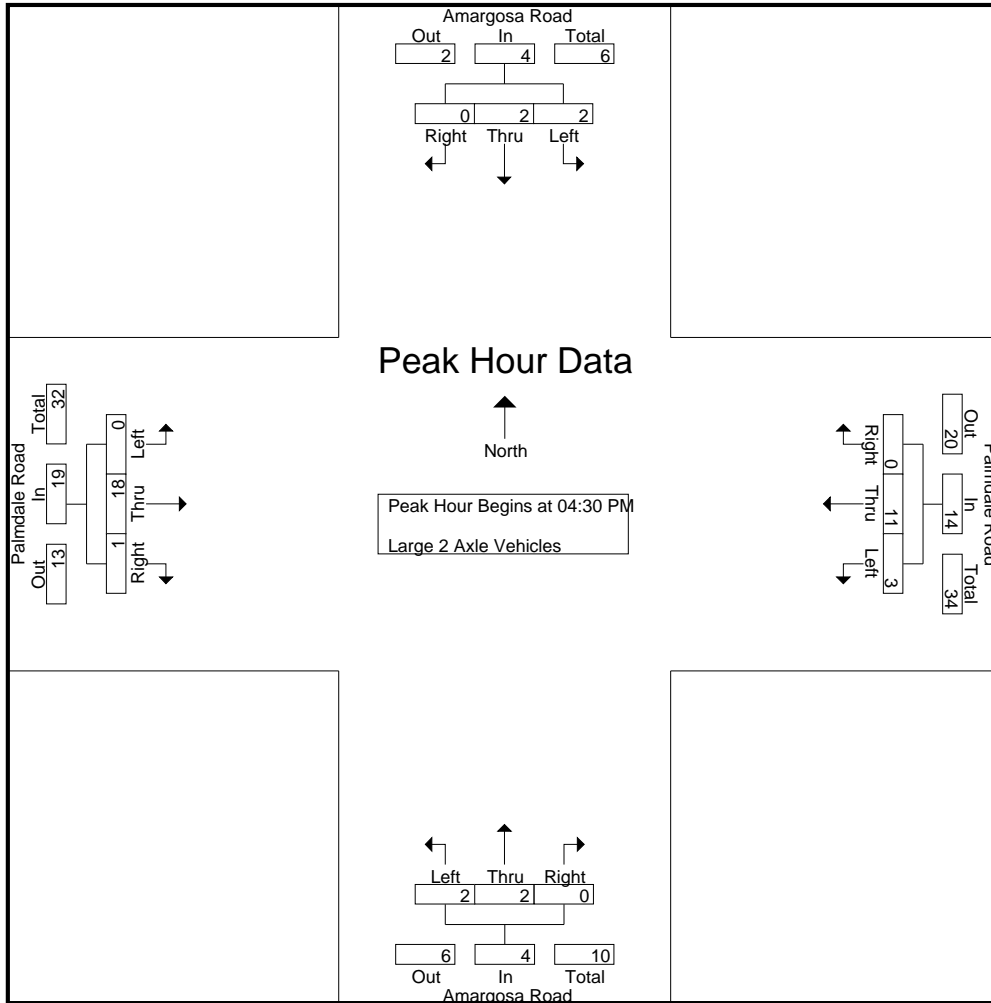 Amargosa Road
Out In Total
2 4 6
0 2 2
Right Thru Left
Peak Hour Data
North
Peak Hour Begins at 04:30 PM
Large 2 Axle Vehicles
Palmdale Road
Out In Total
13 19 32
Right Thru Left
1 18 0
Palmdale Road
Out In Total
20 14 34
Right Thru Left
0 11 3
Left Thru Right
2 2 0
6 4 10
Out In Total
Amargosa Road